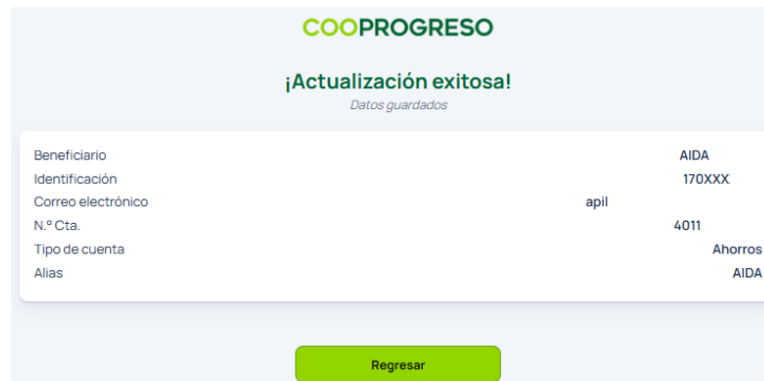 COOPROGRESO
¡Actualización exitosa!
Datos guardados
Beneficiario AIDA
Identificación 170XXX
Correo electrónico apil
N.º Cta. 4011
Tipo de cuenta Ahorros
Alias AIDA
Regresar